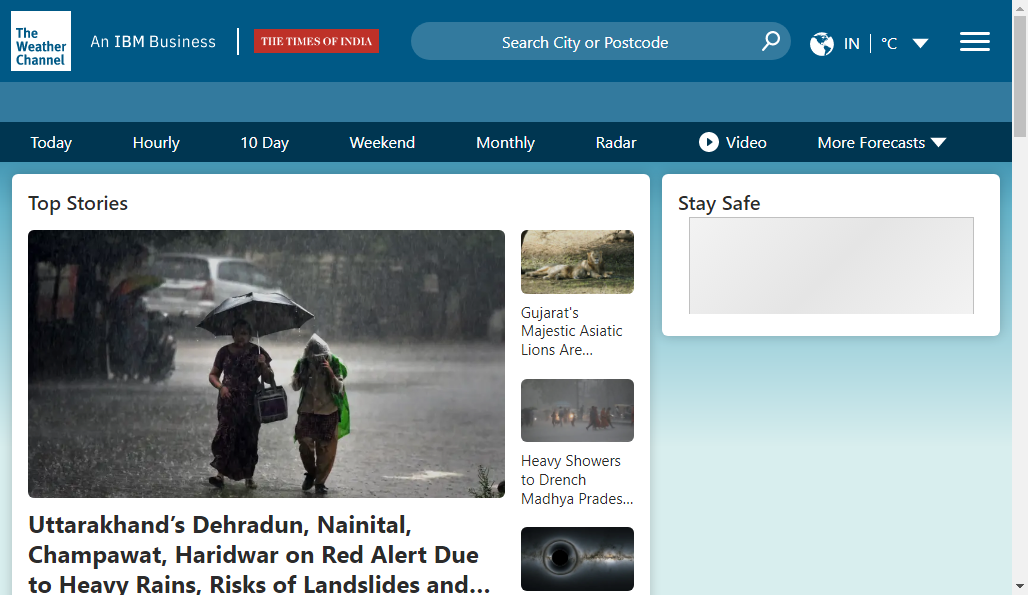 The
Weather
Channel
An IBM Business
THE TIMES OF INDIA
Search City or Postcode
IN
°C
Today
Hourly
10 Day
Weekend
Monthly
Radar
Video
More Forecasts
Top Stories
Uttarakhand’s Dehradun, Nainital,
Champawat, Haridwar on Red Alert Due
to Heavy Rains, Risks of Landslides and…
Gujarat's
Majestic Asiatic
Lions Are…
Heavy Showers
to Drench
Madhya Prades…
Stay Safe